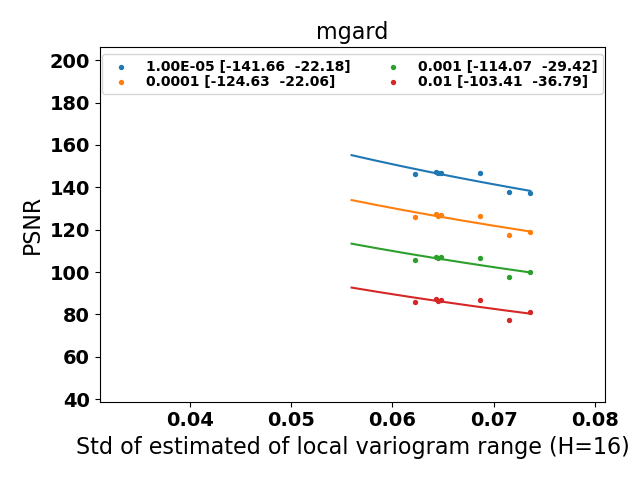 mgard
1.00E-05 [-141.66  -22.18]
0.0001 [-124.63  -22.06]
0.001 [-114.07  -29.42]
0.01 [-103.41  -36.79]
200
180
160
140
120
100
80
60
40
PSNR
0.04 0.05 0.06 0.07 0.08
Std of estimated of local variogram range (H=16)